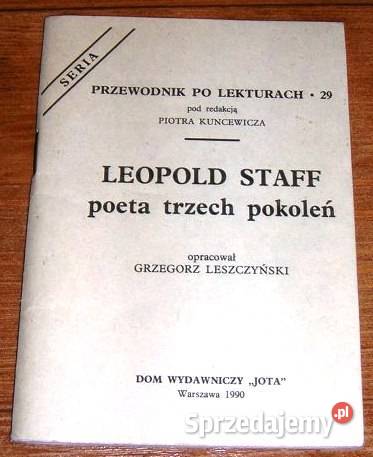 SERIA
PRZEWODNIK PO LEKTURACH • 29
pod redakcją
PIOTRA KUNCEWICZA
LEOPOLD STAFF
poeta trzech pokoleń
opracował
GRZEGORZ LESZCZYŃSKI
DOM WYDAWNICZY „JOTA"
Warszawa 1990
Sprzedajemy.pl